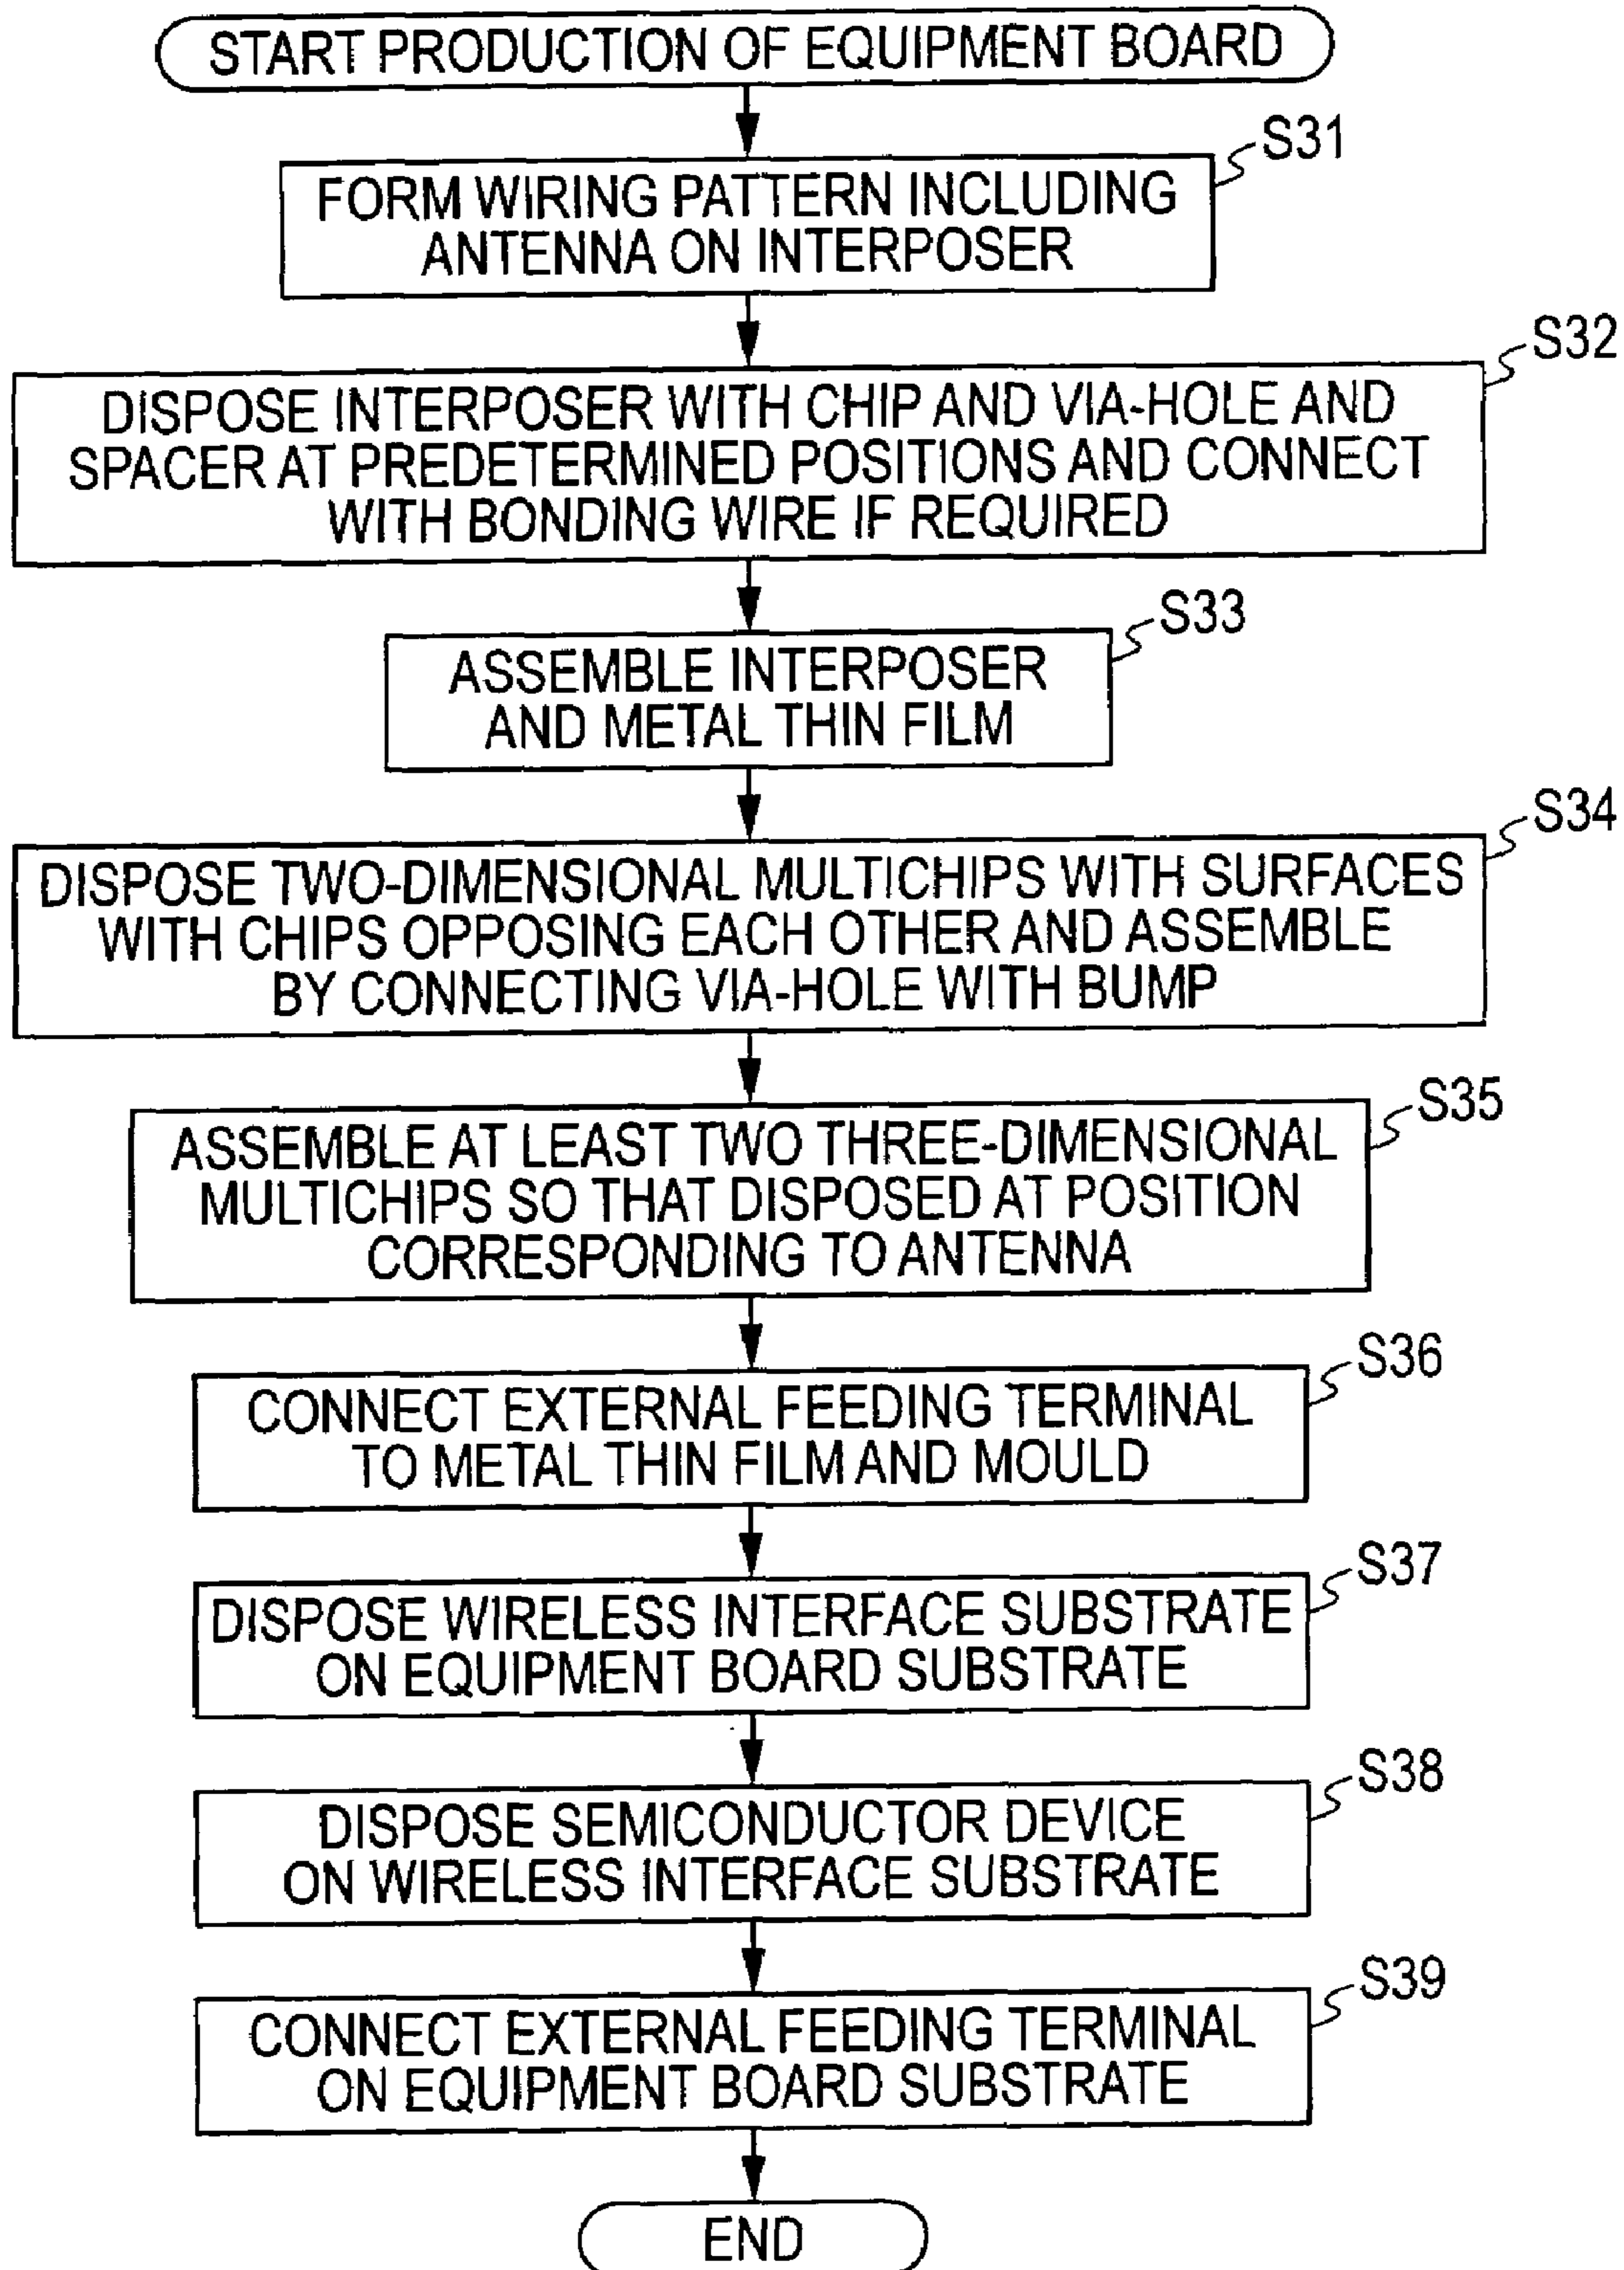 START PRODUCTION OF EQUIPMENT BOARD
S31
FORM WIRING PATTERN INCLUDING
ANTENNA ON INTERPOSER
S32
DISPOSE INTERPOSER WITH CHIP AND VIA-HOLE AND
SPACER AT PREDETERMINED POSITIONS AND CONNECT
WITH BONDING WIRE IF REQUIRED
S33
ASSEMBLE INTERPOSER
AND METAL THIN FILM
S34
DISPOSE TWO-DIMENSIONAL MULTICHIPS WITH SURFACES
WITH CHIPS OPPOSING EACH OTHER AND ASSEMBLE
BY CONNECTING VIA-HOLE WITH BUMP
S35
ASSEMBLE AT LEAST TWO THREE-DIMENSIONAL
MULTICHIPS SO THAT DISPOSED AT POSITION
CORRESPONDING TO ANTENNA
S36
CONNECT EXTERNAL FEEDING TERMINAL
TO METAL THIN FILM AND MOULD
S37
DISPOSE WIRELESS INTERFACE SUBSTRATE
ON EQUIPMENT BOARD SUBSTRATE
S38
DISPOSE SEMICONDUCTOR DEVICE
ON WIRELESS INTERFACE SUBSTRATE
S39
CONNECT EXTERNAL FEEDING TERMINAL
ON EQUIPMENT BOARD SUBSTRATE
END